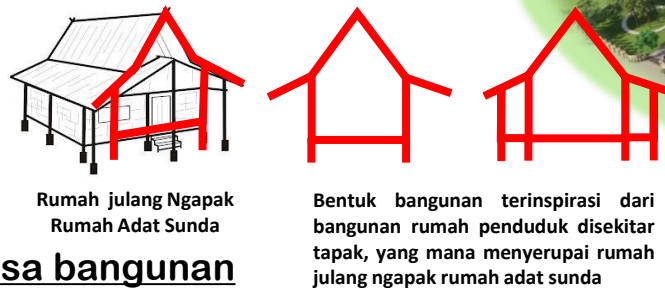 Rumah julang Ngapak
Rumah Adat Sunda
Bentuk bangunan terinspirasi dari
bangunan rumah penduduk disekitar
tapak, yang mana menyerupai rumah
julang ngapak rumah adat sunda
sa bangunan